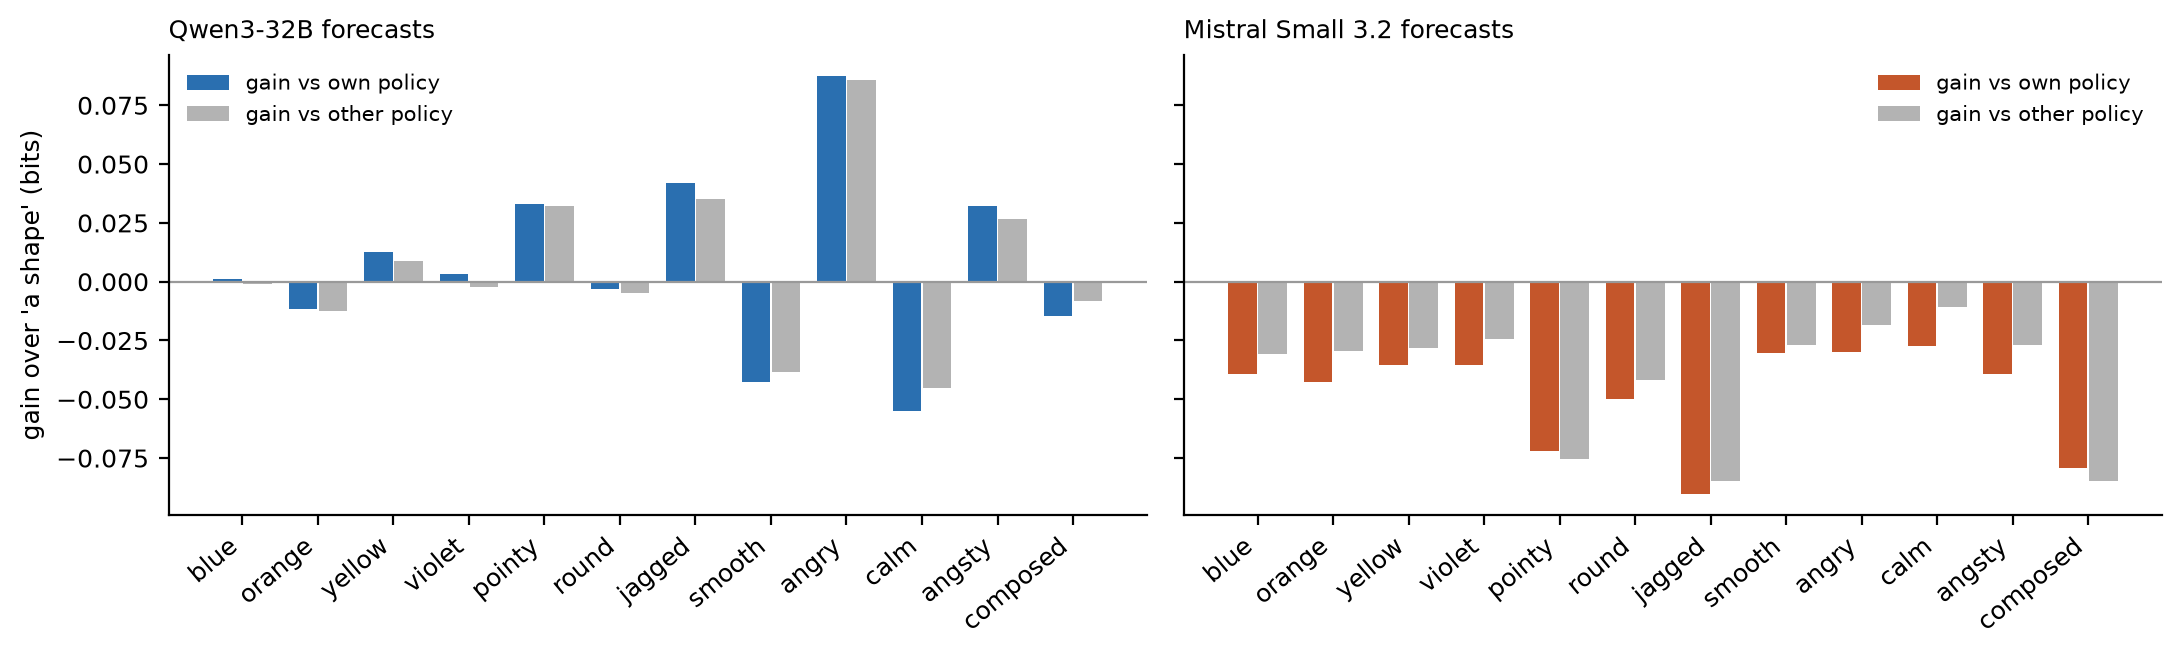 Qwen3-32B forecasts
gain vs own policy
gain vs other policy
gain over 'a shape' (bits)
0.075
0.050
0.025
0.000
−0.025
−0.050
−0.075
blue
orange
yellow
violet
pointy
round
jagged
smooth
angry
calm
angsty
composed
Mistral Small 3.2 forecasts
gain vs own policy
gain vs other policy
blue
orange
yellow
violet
pointy
round
jagged
smooth
angry
calm
angsty
composed